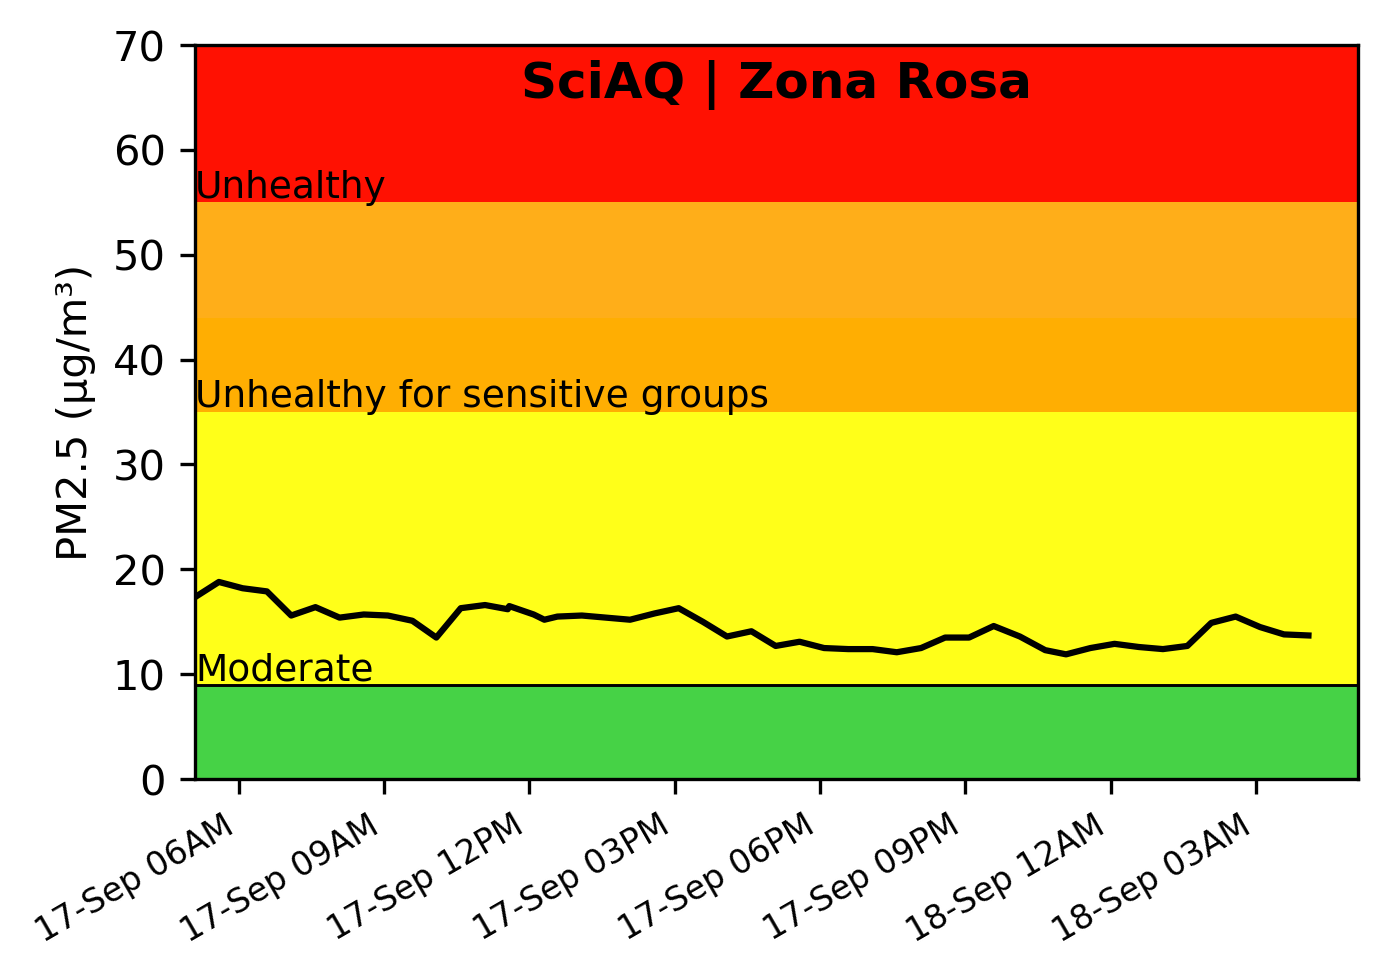 SciAQ | Zona Rosa
PM2.5 (µg/m³)
70
60
50
40
30
20
10
0
Unhealthy
Unhealthy for sensitive groups
Moderate
17-Sep 06AM
17-Sep 09AM
17-Sep 12PM
17-Sep 03PM
17-Sep 06PM
17-Sep 09PM
18-Sep 12AM
18-Sep 03AM